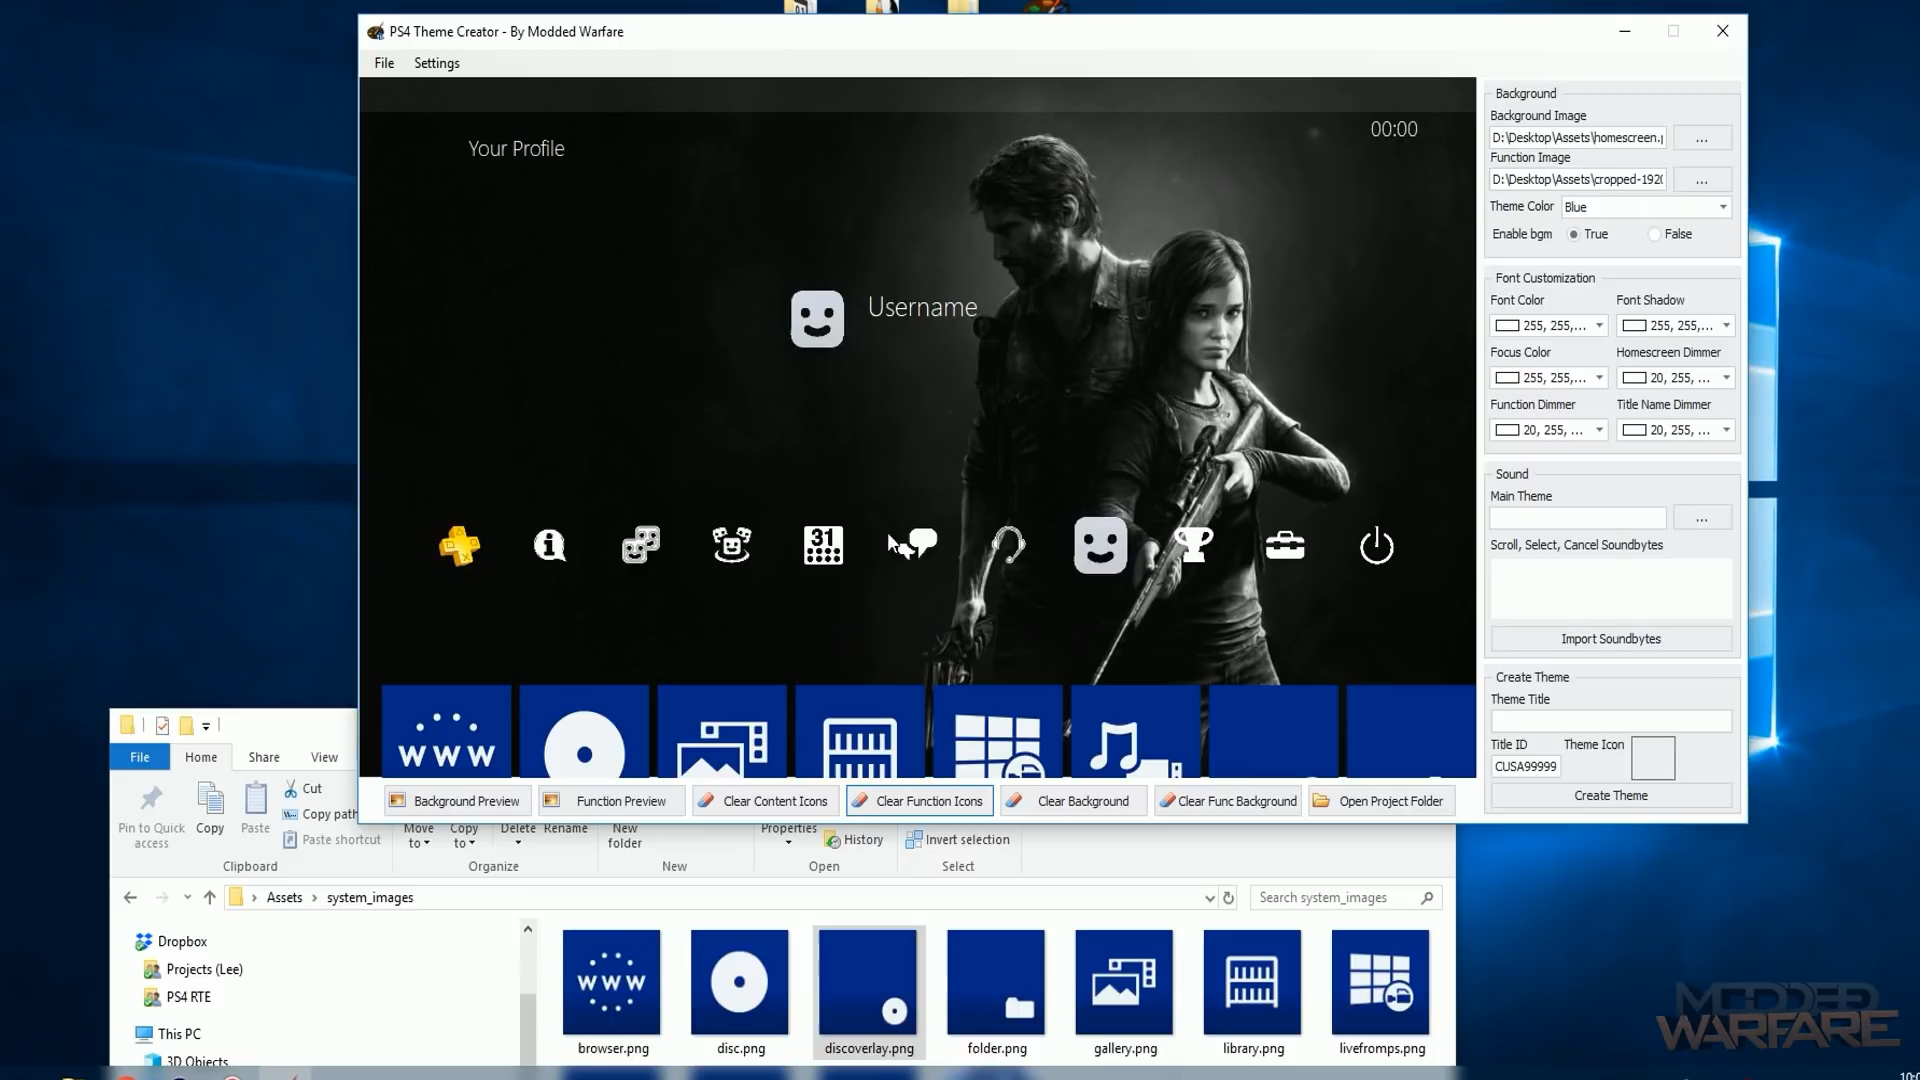 PS4 Theme Creator - By Modded Warfare
File Settings
Your Profile
00:00
Username
31
WWW
Background
Background Image
D:\Desktop\Assets\homescreen.p
...
Function Image
D:\Desktop\Assets\cropped-192(
...
Theme Color Blue
Enable bgm True False
Font Customization
Font Color Font Shadow
255, 255,... 255, 255,...
Focus Color Homescreen Dimmer
255, 255,... 20, 255, ...
Function Dimmer Title Name Dimmer
20, 255, ... 20, 255, ...
Sound
Main Theme
...
Scroll, Select, Cancel Soundbytes
Import Soundbytes
Create Theme
Theme Title
Title ID Theme Icon
CUSA99999
Create Theme
Background Preview Function Preview Clear Content Icons Clear Function Icons Clear Background Clear Func Background Open Project Folder
File Home Share View
Pin to Quick access
Copy
Paste
Cut
Copy path
Paste shortcut
Clipboard
Move to
Copy to
Delete
Rename
Organize
New folder
New
Properties
History
Open
Invert selection
Select
Assets > system_images
Search system_images
Dropbox
Projects (Lee)
PS4 RTE
This PC
3D Objects
WWW
browser.png disc.png discoverlay.png folder.png gallery.png library.png livefromps.png
MODDED
WARFARE